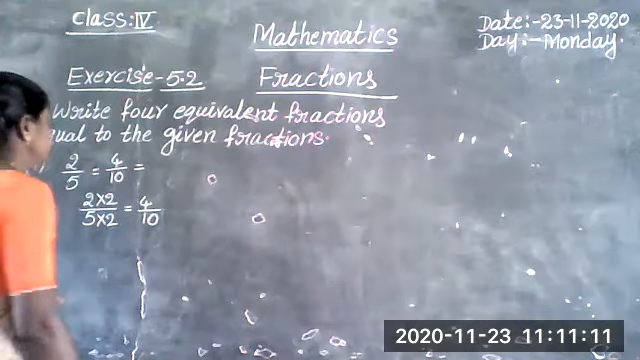 Class:- IV
Date:-23-11-2020
Mathematics
Day:-Monday.
Exercise-5.2
Fractions
Write four equivalent fractions
qual to the given fractions.
2/5 = 4/10 =
2×2/5×2 = 4/10
2020-11-23 11:11:11